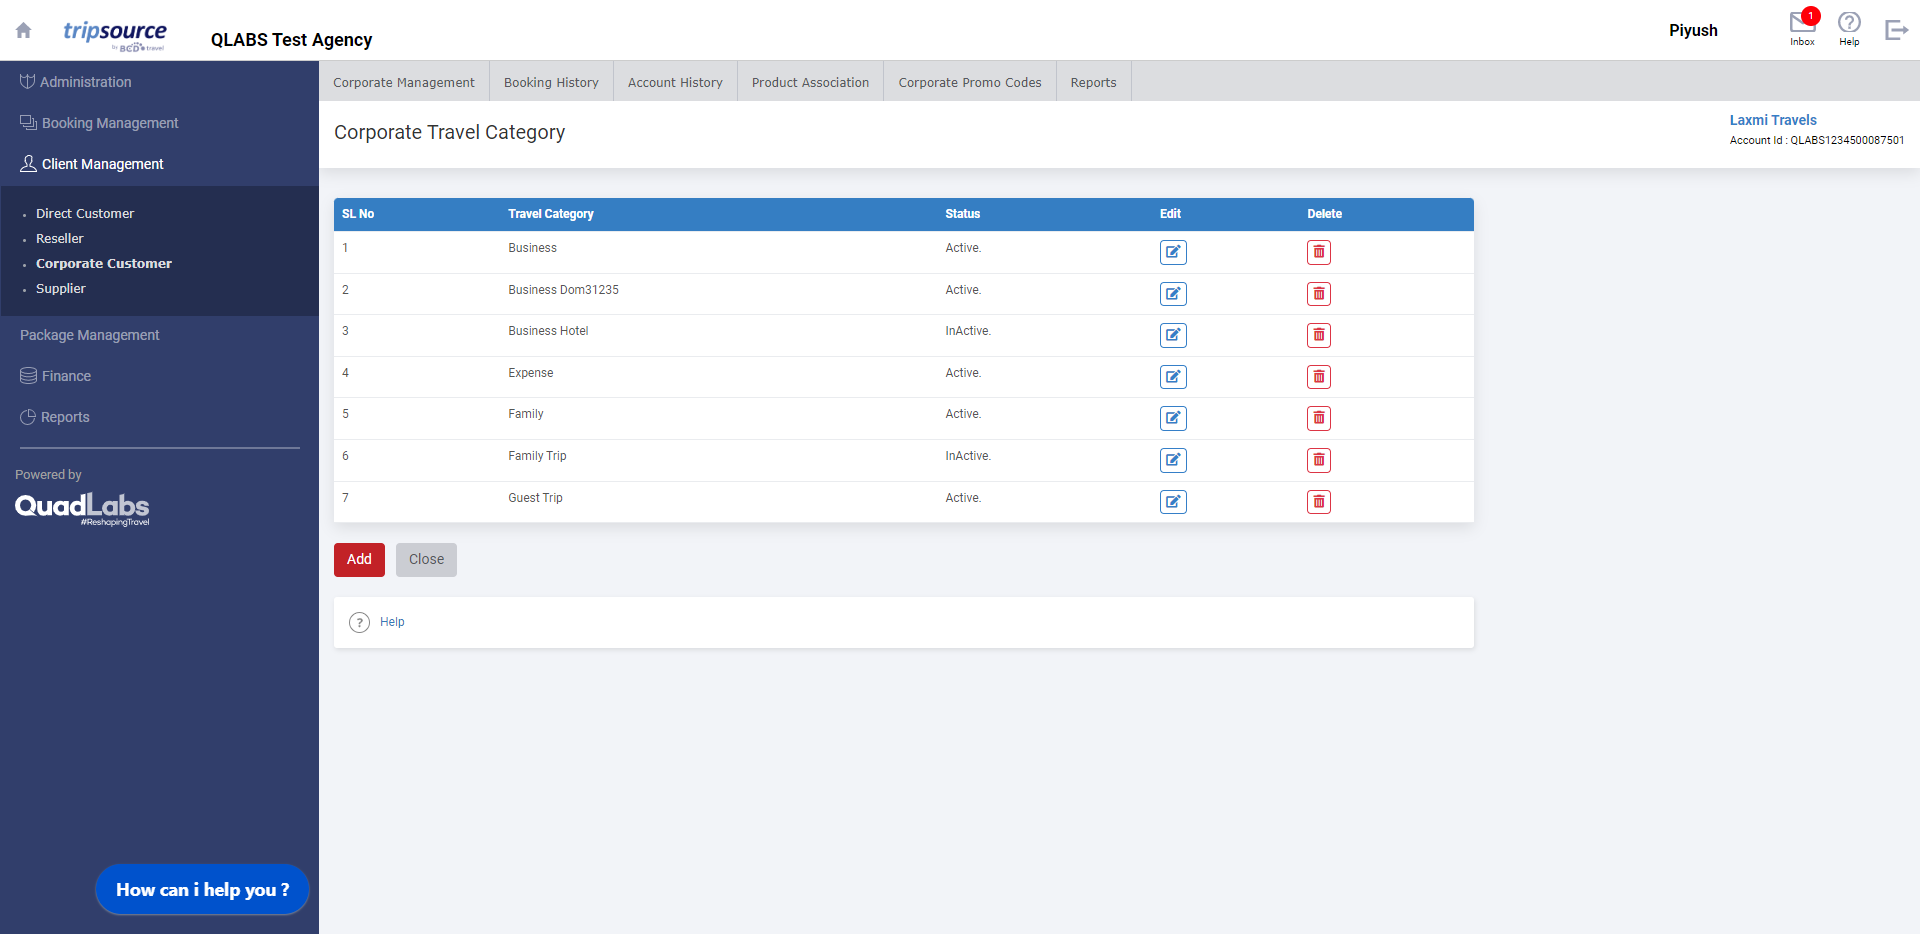 tripsource
by BCD travel
QLABS Test Agency
Piyush
1
Inbox
Help
Administration
Booking Management
Client Management
Direct Customer
Reseller
Corporate Customer
Supplier
Package Management
Finance
Reports
Powered by
QuadLabs
#ReshapingTravel
How can i help you ?
Corporate Management
Booking History
Account History
Product Association
Corporate Promo Codes
Reports
Corporate Travel Category
Laxmi Travels
Account Id : QLABS1234500087501
SL No Travel Category Status Edit Delete
1 Business Active.
2 Business Dom31235 Active.
3 Business Hotel InActive.
4 Expense Active.
5 Family Active.
6 Family Trip InActive.
7 Guest Trip Active.
Add
Close
? Help